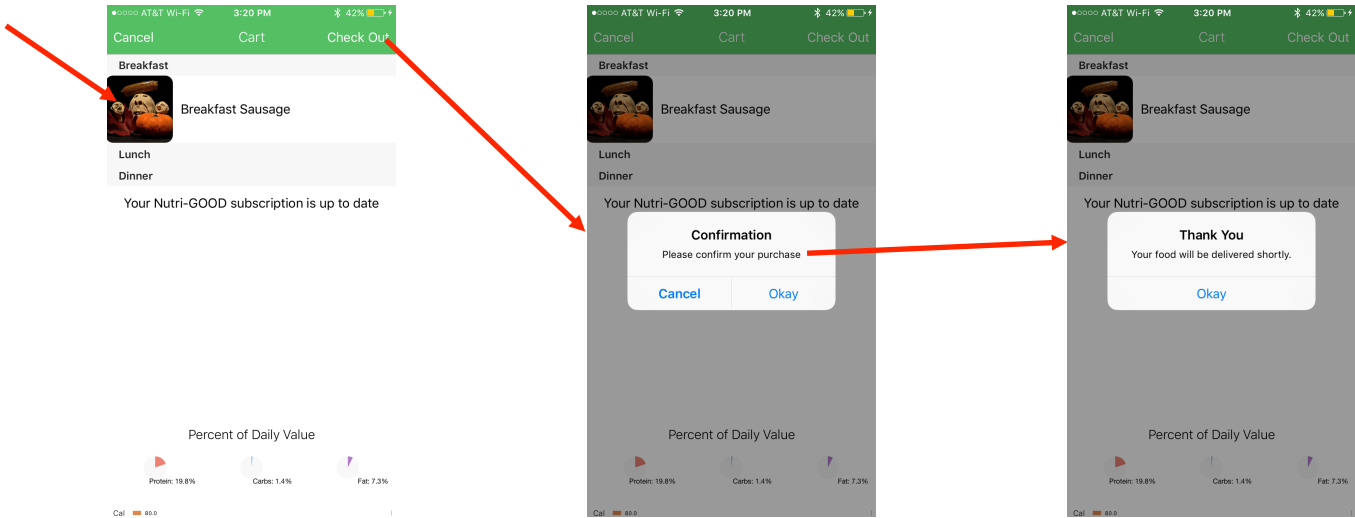 AT&T Wi-Fi 3:20 PM 42%
Cancel Cart Check Out
Breakfast
Breakfast Sausage
Lunch
Dinner
Your Nutri-GOOD subscription is up to date
Percent of Daily Value
Protein: 19.8% Carbs: 1.4% Fat: 7.3%
Cal 80.0
AT&T Wi-Fi 3:20 PM 42%
Cancel Cart Check Out
Breakfast
Breakfast Sausage
Lunch
Dinner
Your Nutri-GOOD subscription is up to date
Confirmation
Please confirm your purchase
Cancel Okay
Percent of Daily Value
Protein: 19.8% Carbs: 1.4% Fat: 7.3%
Cal 80.0
AT&T Wi-Fi 3:20 PM 42%
Cancel Cart Check Out
Breakfast
Breakfast Sausage
Lunch
Dinner
Your Nutri-GOOD subscription is up to date
Thank You
Your food will be delivered shortly.
Okay
Percent of Daily Value
Protein: 19.8% Carbs: 1.4% Fat: 7.3%
Cal 80.0